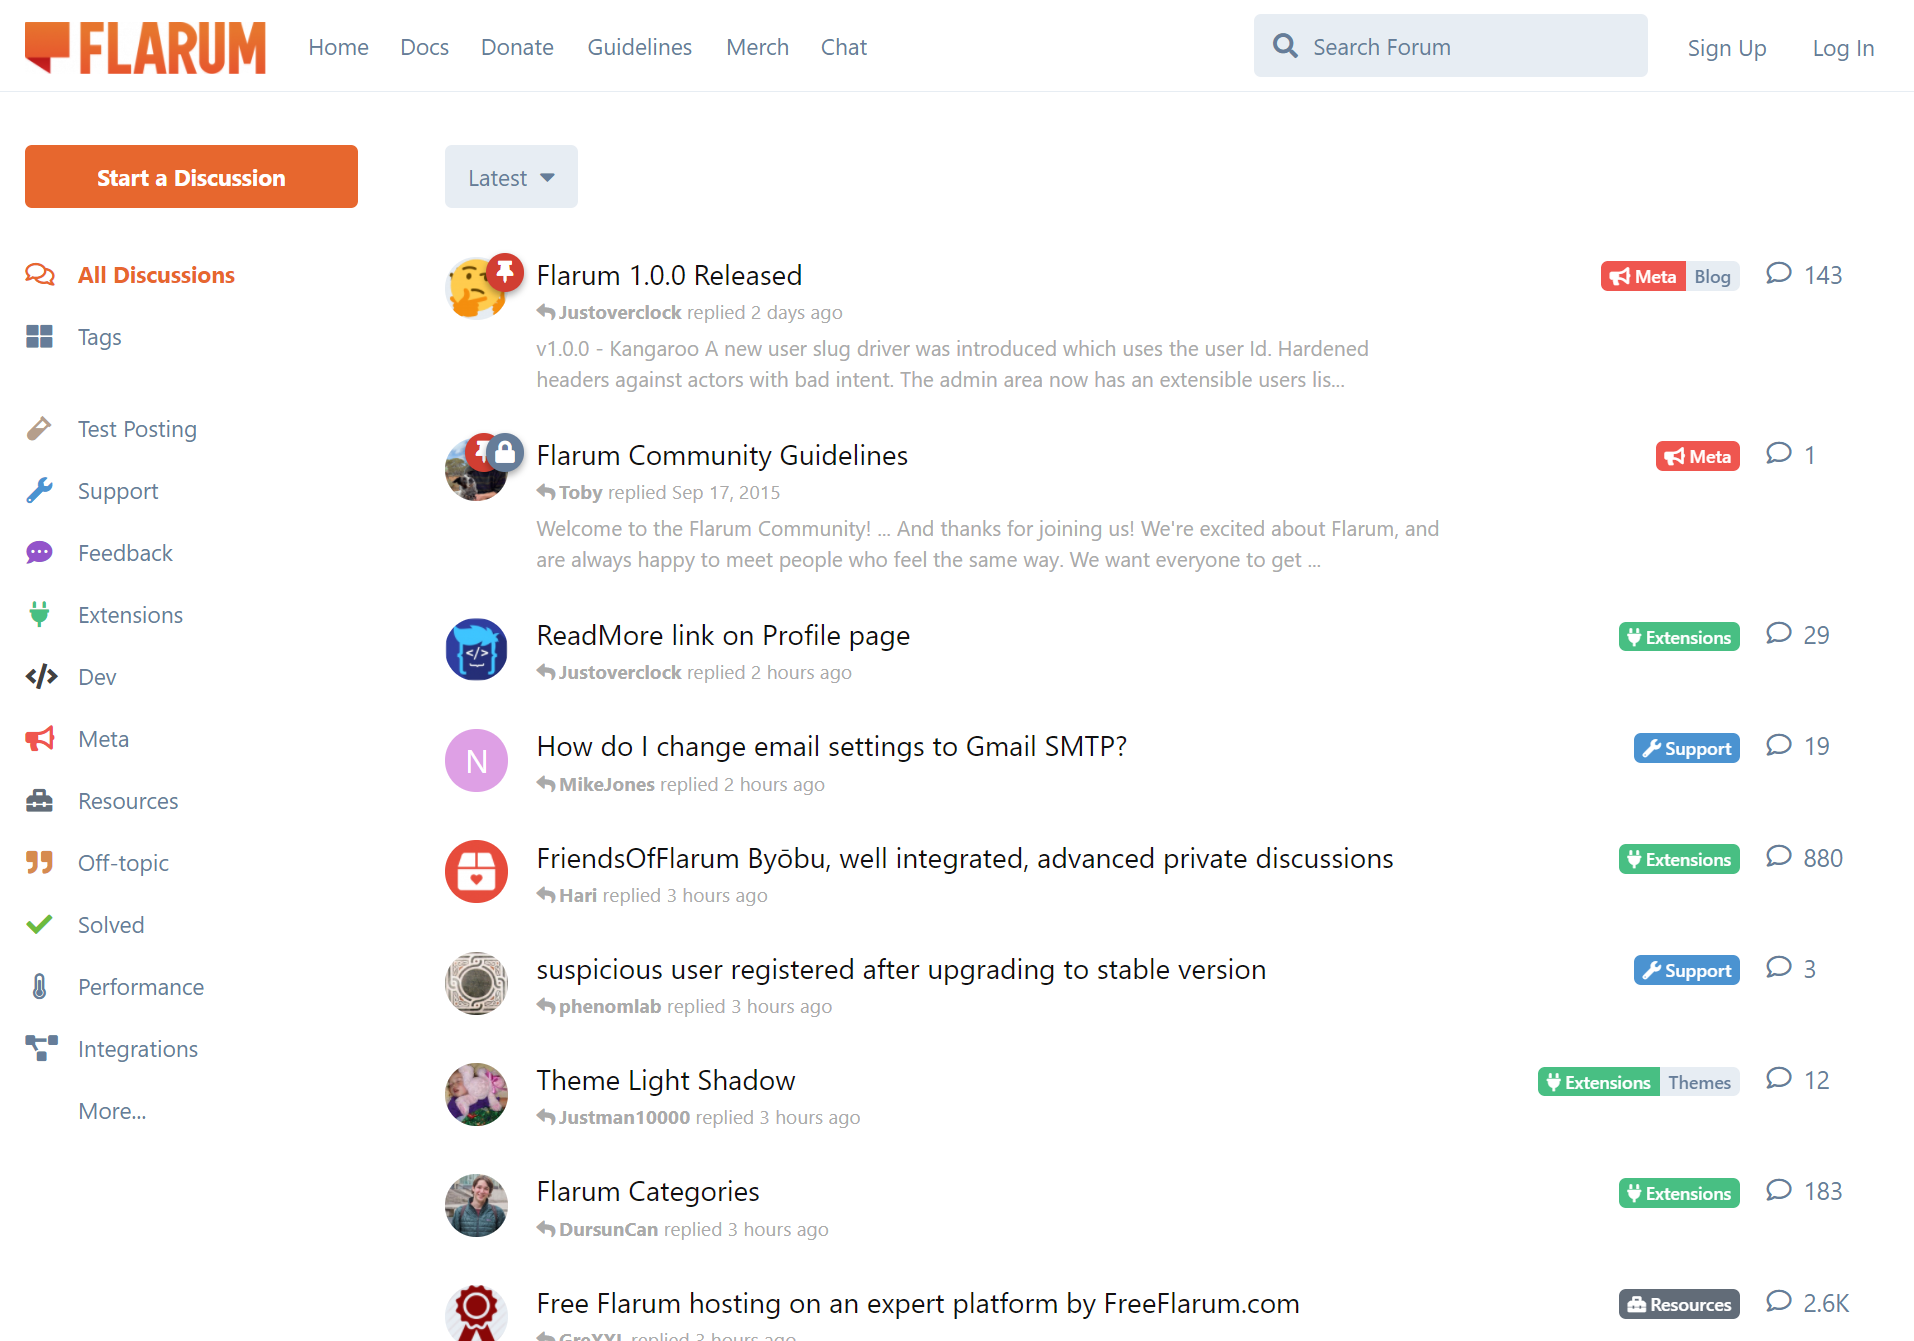 FLARUM
Home Docs Donate Guidelines Merch Chat
Search Forum
Sign Up
Log In
Start a Discussion
Latest
All Discussions
Tags
Test Posting
Support
Feedback
Extensions
Dev
Meta
Resources
Off-topic
Solved
Performance
Integrations
More...
Flarum 1.0.0 Released
Meta Blog 143
Justoverclock replied 2 days ago
v1.0.0 - Kangaroo A new user slug driver was introduced which uses the user Id. Hardened
headers against actors with bad intent. The admin area now has an extensible users lis...
Flarum Community Guidelines
Meta 1
Toby replied Sep 17, 2015
Welcome to the Flarum Community! ... And thanks for joining us! We're excited about Flarum, and
are always happy to meet people who feel the same way. We want everyone to get ...
ReadMore link on Profile page
Extensions 29
Justoverclock replied 2 hours ago
N
How do I change email settings to Gmail SMTP?
Support 19
MikeJones replied 2 hours ago
FriendsOfFlarum Byōbu, well integrated, advanced private discussions
Extensions 880
Hari replied 3 hours ago
suspicious user registered after upgrading to stable version
Support 3
phenomlab replied 3 hours ago
Theme Light Shadow
Extensions Themes 12
Justman10000 replied 3 hours ago
Flarum Categories
Extensions 183
DursunCan replied 3 hours ago
Free Flarum hosting on an expert platform by FreeFlarum.com
Resources 2.6K
GreXXL replied 3 hours ago